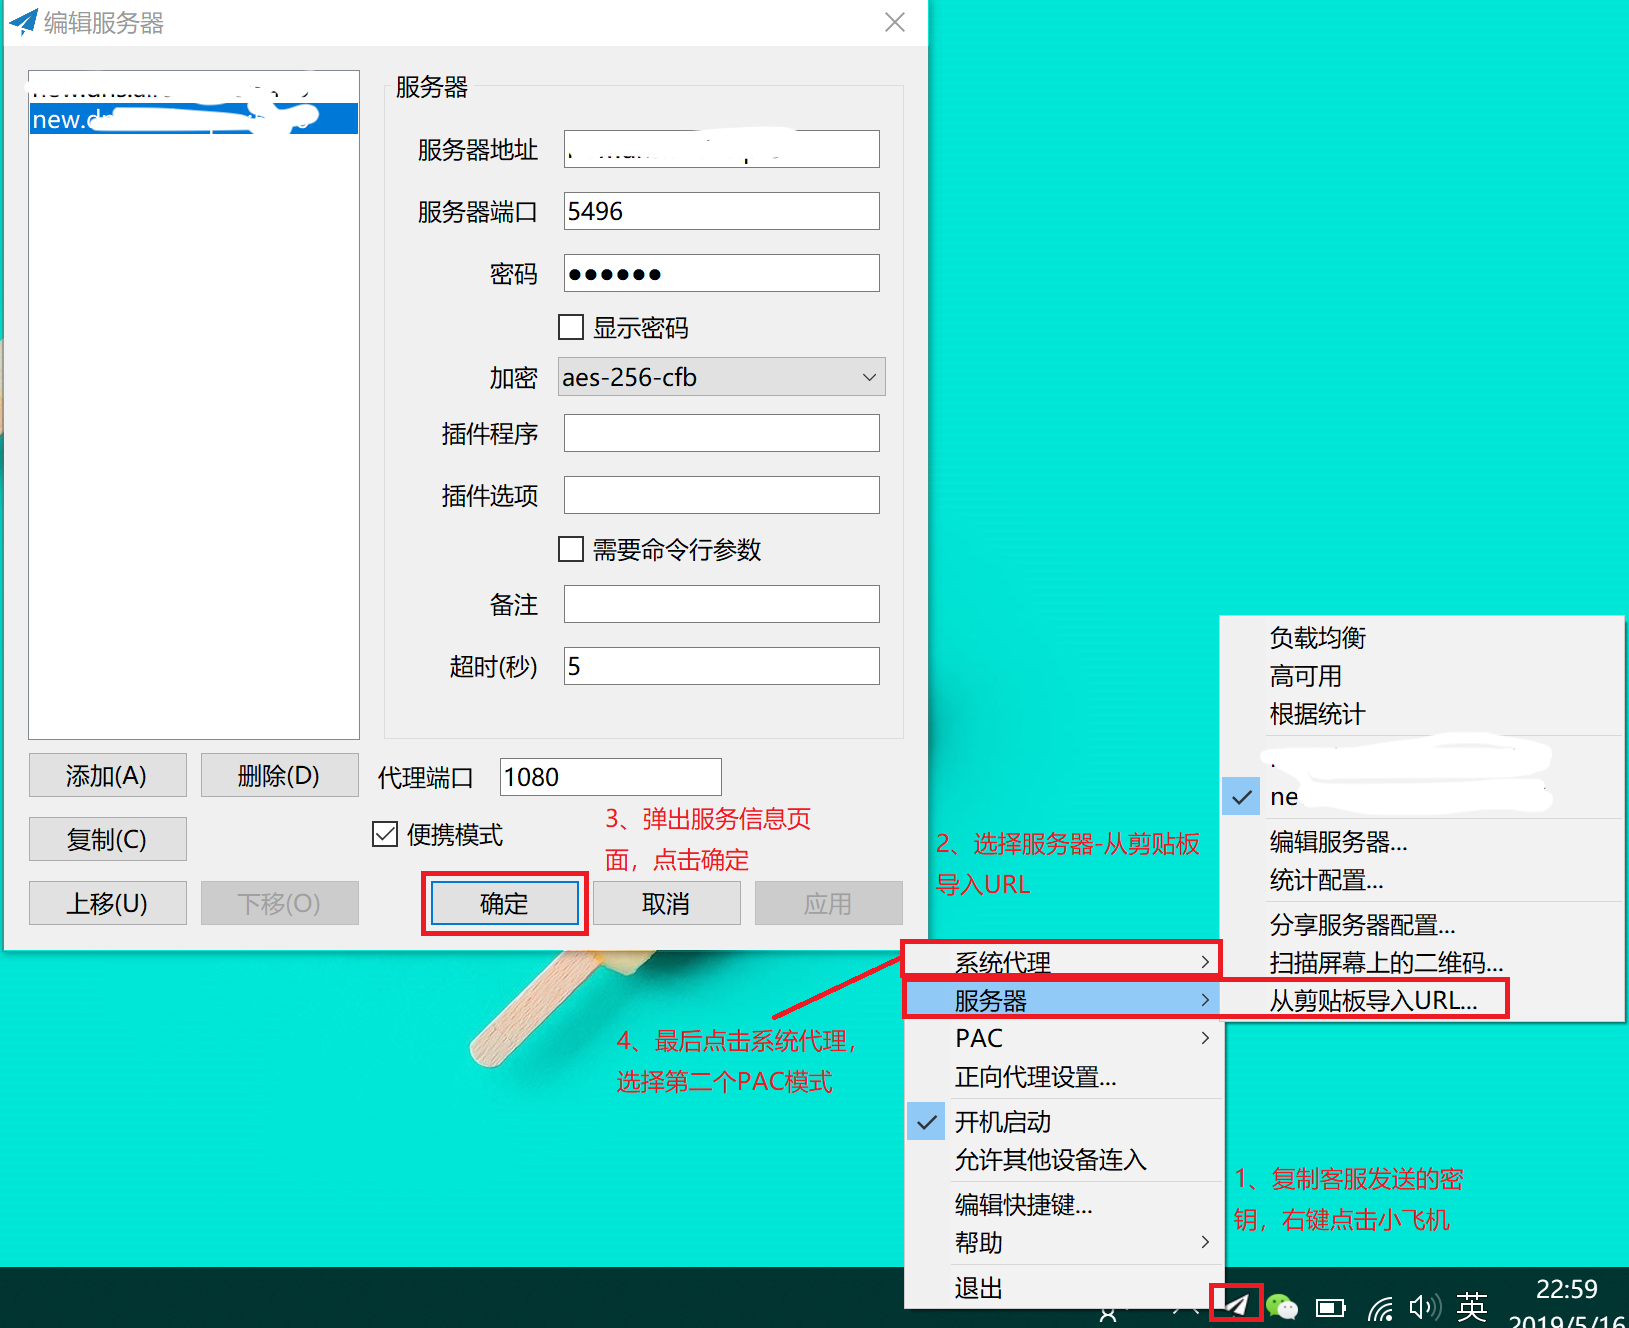 编辑服务器
new.
服务器
服务器地址
服务器端口
5496
密码
●●●●●●
显示密码
加密
aes-256-cfb
插件程序
插件选项
需要命令行参数
备注
超时(秒)
5
添加(A)
删除(D)
代理端口
1080
复制(C)
便携模式
上移(U)
下移(O)
确定
取消
应用
3、弹出服务信息页
面，点击确定
2、选择服务器-从剪贴板
导入URL
负载均衡
高可用
根据统计
ne
编辑服务器...
统计配置...
分享服务器配置...
扫描屏幕上的二维码...
从剪贴板导入URL...
系统代理
服务器
PAC
正向代理设置...
开机启动
允许其他设备连入
编辑快捷键...
帮助
退出
4、最后点击系统代理，
选择第二个PAC模式
1、复制客服发送的密
钥，右键点击小飞机
英
22:59
2019/5/16